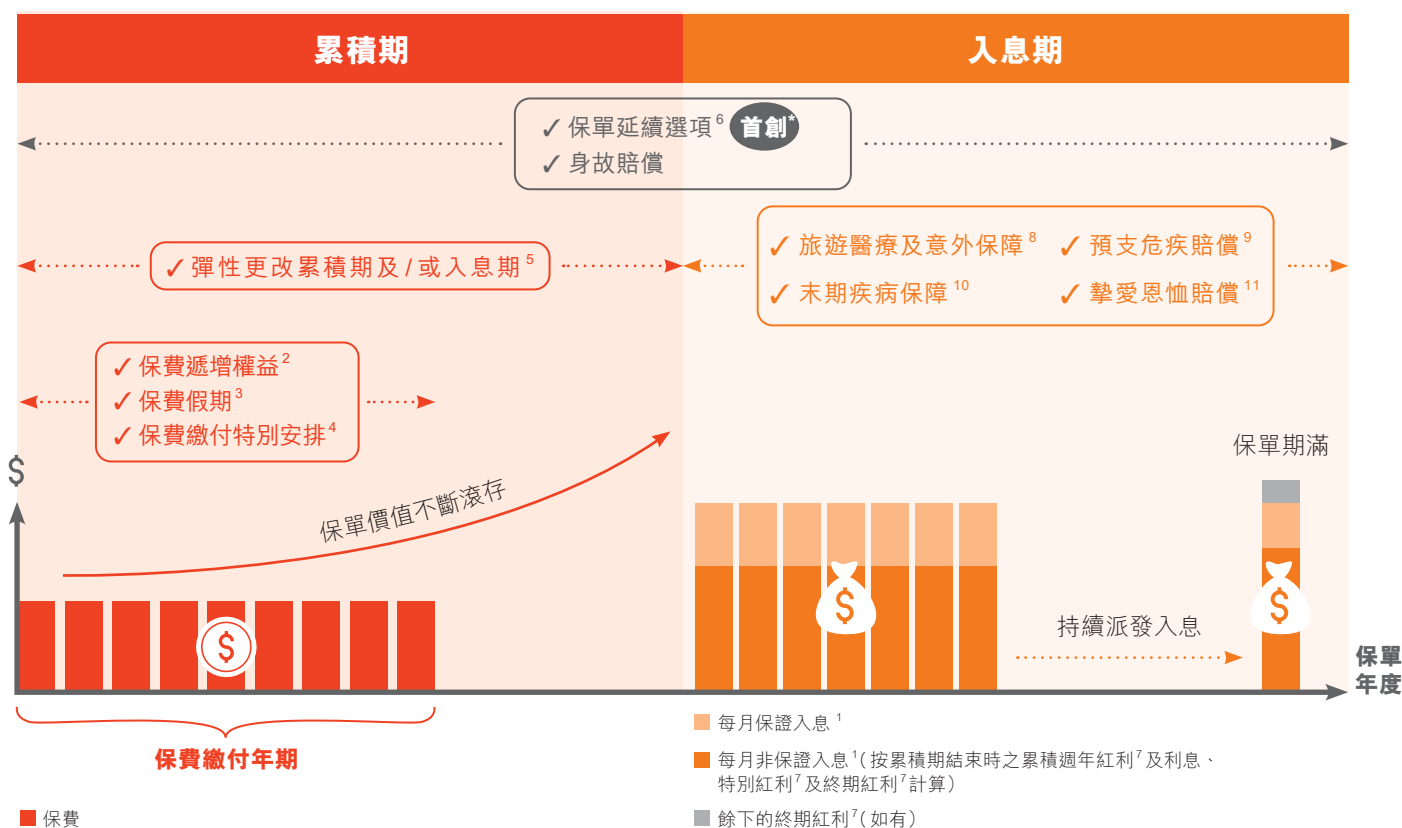 累積期
入息期
✓ 保單延續選項6 首創*
✓ 身故賠償
✓ 彈性更改累積期及/或入息期5
✓ 旅遊醫療及意外保障8 ✓ 預支危疾賠償9
✓ 末期疾病保障10 ✓ 摯愛恩恤賠償11
✓ 保費遞增權益2
✓ 保費假期3
✓ 保費繳付特別安排4
$
保單價值不斷滾存
保單期滿
$
$
$
持續派發入息
保單
年度
保費繳付年期
保費
每月保證入息1
每月非保證入息1(按累積期結束時之累積週年紅利7及利息、
特別紅利7及終期紅利7計算)
餘下的終期紅利7(如有)